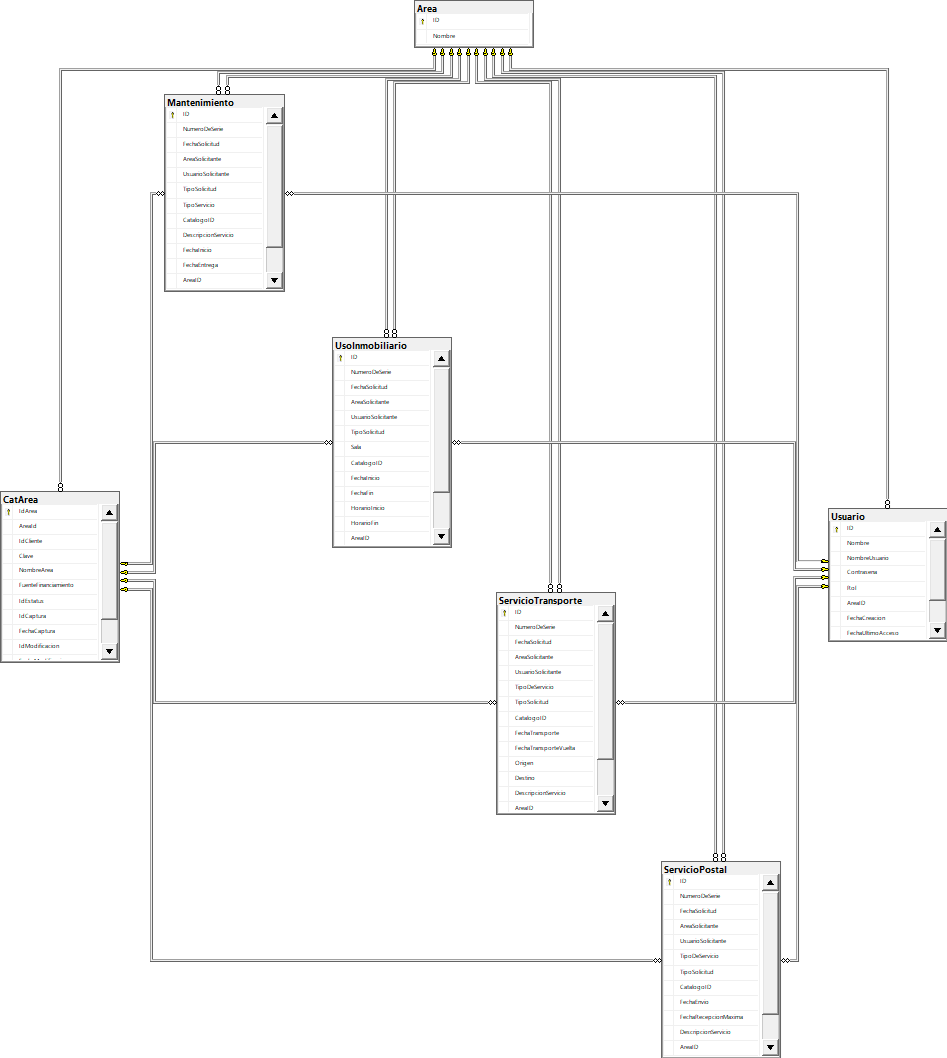 Area
ID
Nombre
Mantenimiento
ID
NumeroDeSerie
FechaSolicitud
AreaSolicitante
UsuarioSolicitante
TipoSolicitud
TipoServicio
CatalogoID
DescripcionServicio
FechaInicio
FechaEntrega
AreaID
UsoInmobiliario
ID
NumeroDeSerie
FechaSolicitud
AreaSolicitante
UsuarioSolicitante
TipoSolicitud
Sala
CatalogoID
FechaInicio
FechaFin
HorarioInicio
HorarioFin
AreaID
CatArea
IdArea
AreaId
IdCliente
Clave
NombreArea
FuenteFinanciamiento
IdEstatus
IdCaptura
FechaCaptura
IdModificacion
Usuario
ID
Nombre
NombreUsuario
Contrasena
Rol
AreaID
FechaCreacion
FechaUltimoAcceso
ServicioTransporte
ID
NumeroDeSerie
FechaSolicitud
AreaSolicitante
UsuarioSolicitante
TipoDeServicio
TipoSolicitud
CatalogoID
FechaTransporte
FechaTransporteVuelta
Origen
Destino
DescripcionServicio
AreaID
ServicioPostal
ID
NumeroDeSerie
FechaSolicitud
AreaSolicitante
UsuarioSolicitante
TipoDeServicio
TipoSolicitud
CatalogoID
FechaEnvio
FechaRecepcionMaxima
DescripcionServicio
AreaID